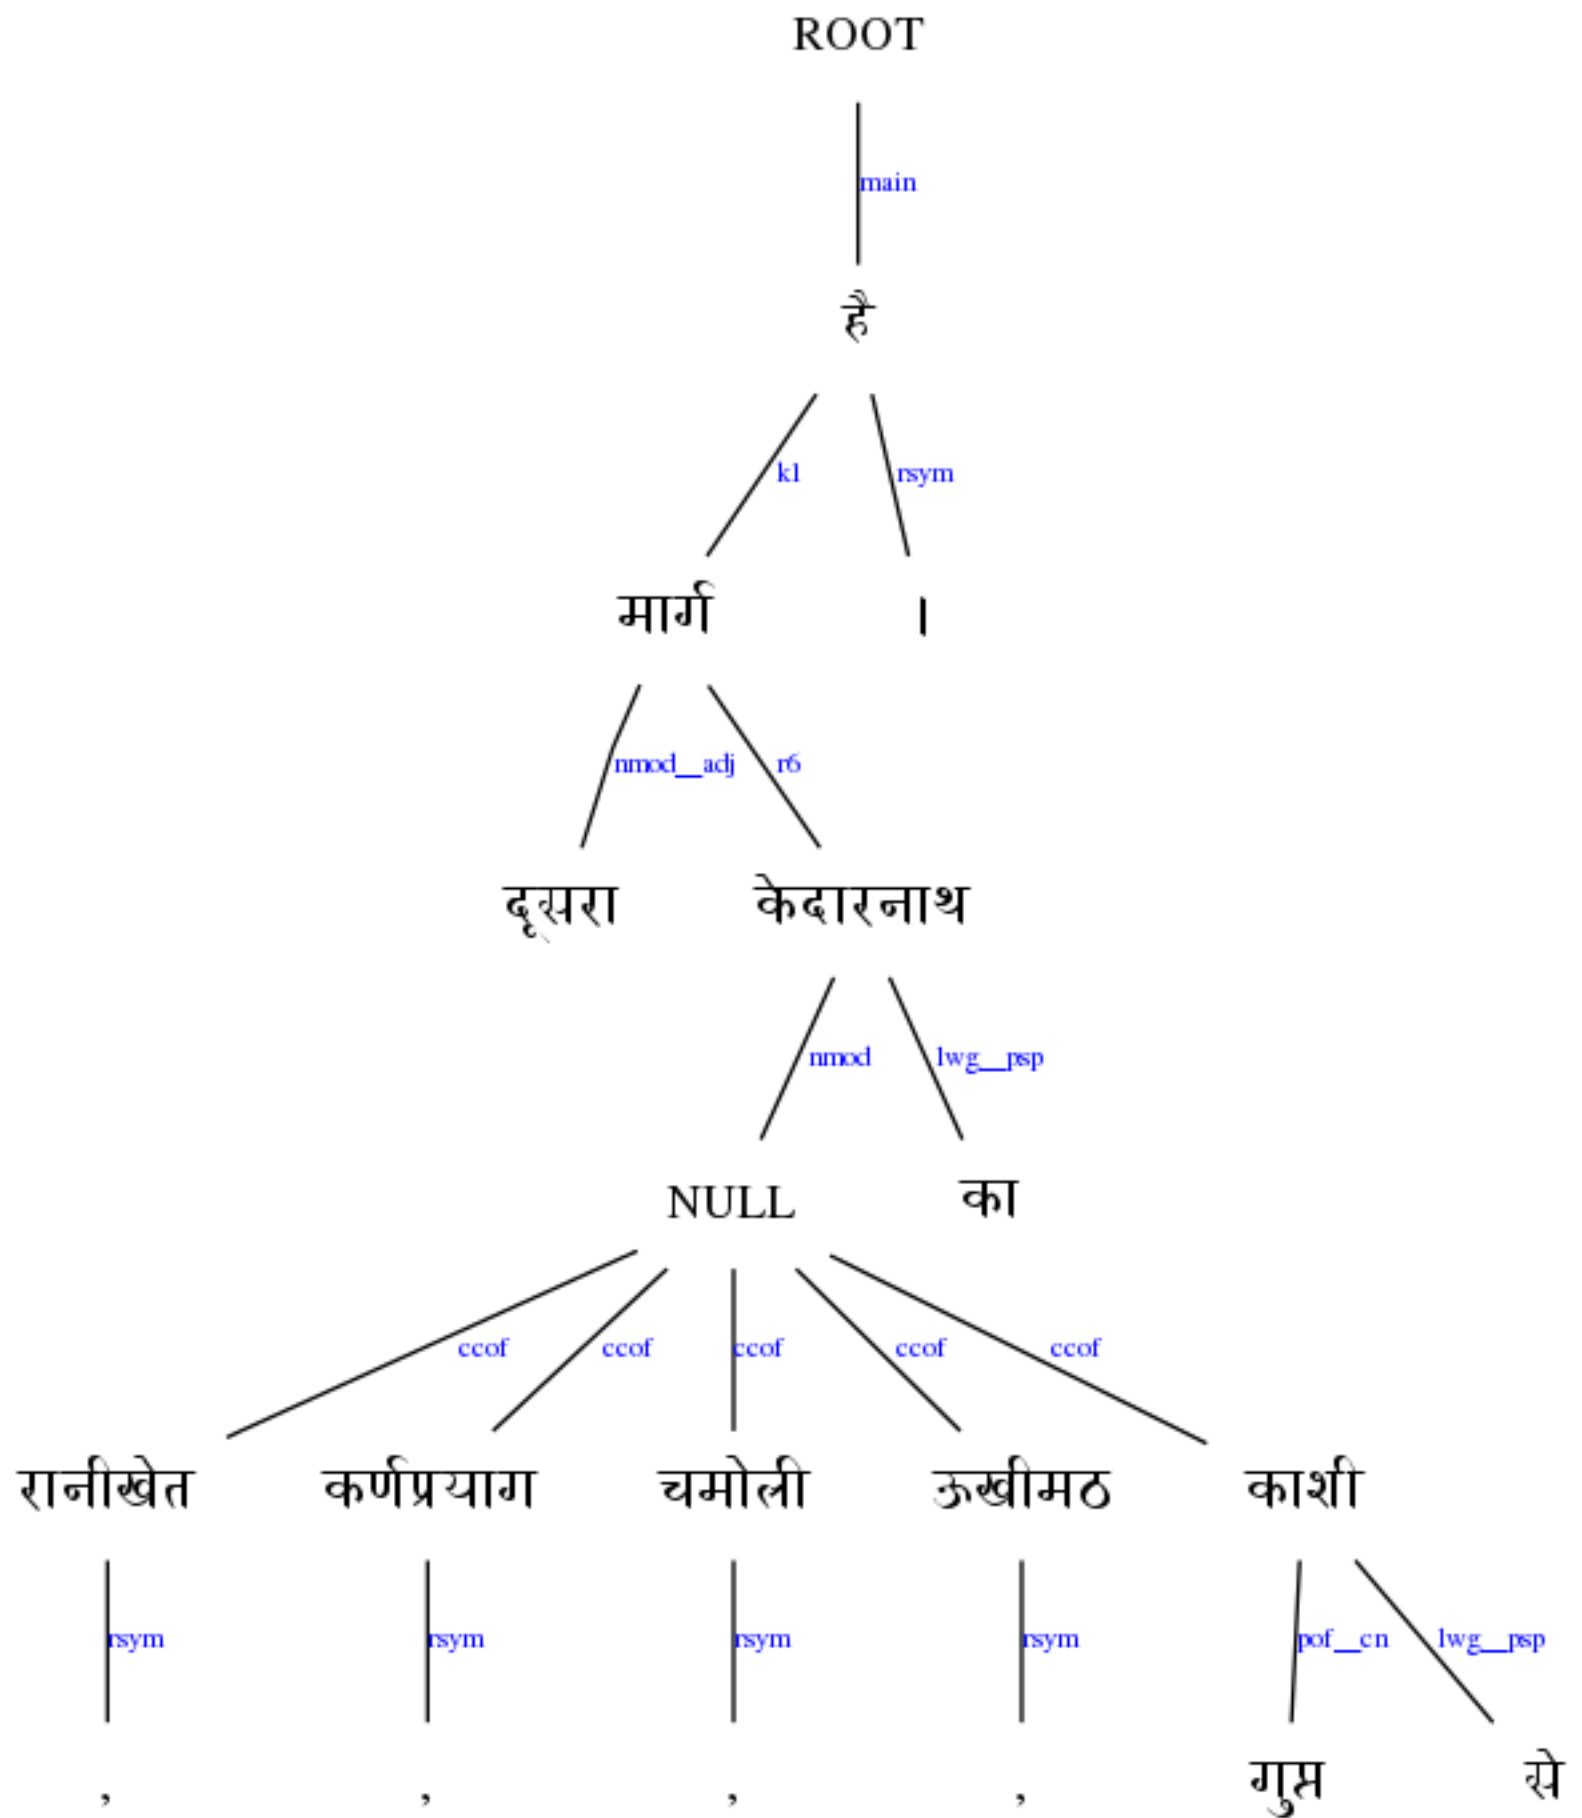 ROOT
main
है
k1 rsym
मार्ग ।
nmod__adj r6
दूसरा केदारनाथ
nmod lwg__psp
NULL का
ccof ccof ccof ccof ccof
रानीखेत कर्णप्रयाग चमोली ऊखीमठ काशी
rsym rsym rsym rsym pof__cn lwg__psp
, , , , गुप्त से